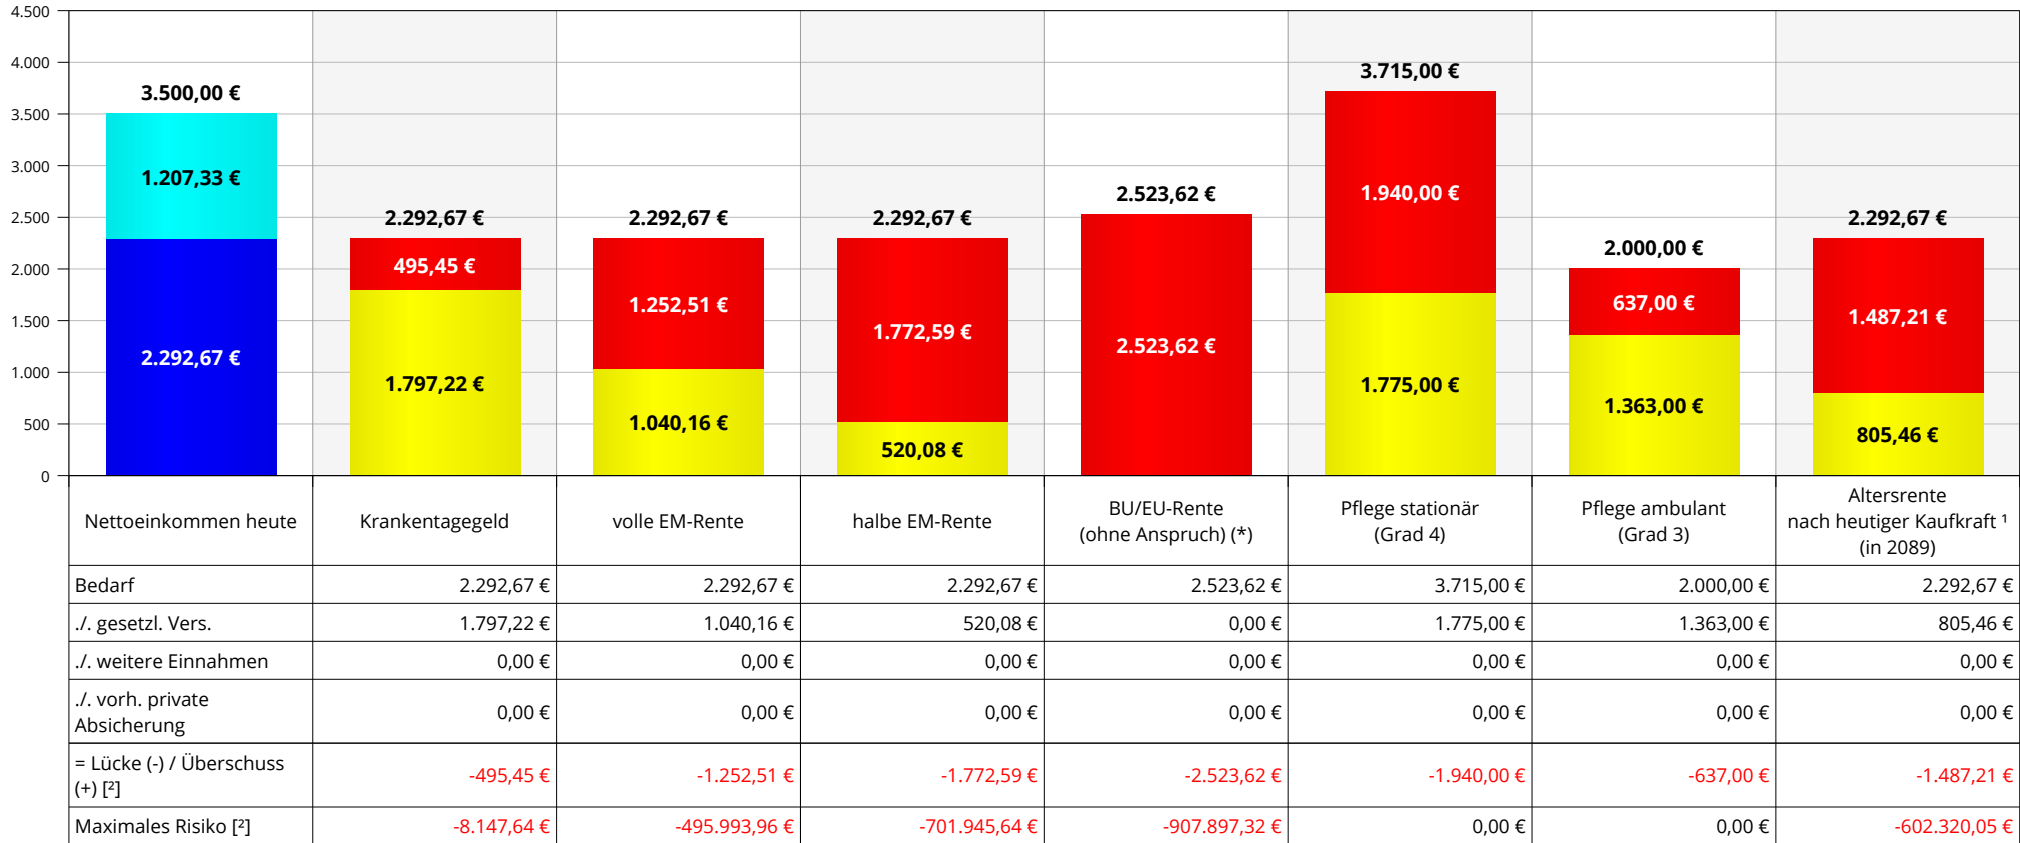 4.500
4.000
3.500
3.000
2.500
2.000
1.500
1.000
500
0
3.500,00 €
1.207,33 €
2.292,67 €
2.292,67 €
495,45 €
1.797,22 €
2.292,67 €
1.252,51 €
1.040,16 €
2.292,67 €
1.772,59 €
520,08 €
2.523,62 €
2.523,62 €
3.715,00 €
1.940,00 €
1.775,00 €
2.000,00 €
637,00 €
1.363,00 €
2.292,67 €
1.487,21 €
805,46 €
Nettoeinkommen heute
Krankentagegeld
volle EM-Rente
halbe EM-Rente
BU/EU-Rente
(ohne Anspruch) (*)
Pflege stationär
(Grad 4)
Pflege ambulant
(Grad 3)
Altersrente
nach heutiger Kaufkraft ¹
(in 2089)
Bedarf 2.292,67 € 2.292,67 € 2.292,67 € 2.523,62 € 3.715,00 € 2.000,00 € 2.292,67 €
./. gesetzl. Vers. 1.797,22 € 1.040,16 € 520,08 € 0,00 € 1.775,00 € 1.363,00 € 805,46 €
./. weitere Einnahmen 0,00 € 0,00 € 0,00 € 0,00 € 0,00 € 0,00 € 0,00 €
./. vorh. private
Absicherung 0,00 € 0,00 € 0,00 € 0,00 € 0,00 € 0,00 € 0,00 €
= Lücke (-) / Überschuss
(+) [²] -495,45 € -1.252,51 € -1.772,59 € -2.523,62 € -1.940,00 € -637,00 € -1.487,21 €
Maximales Risiko [²] -8.147,64 € -495.993,96 € -701.945,64 € -907.897,32 € 0,00 € 0,00 € -602.320,05 €